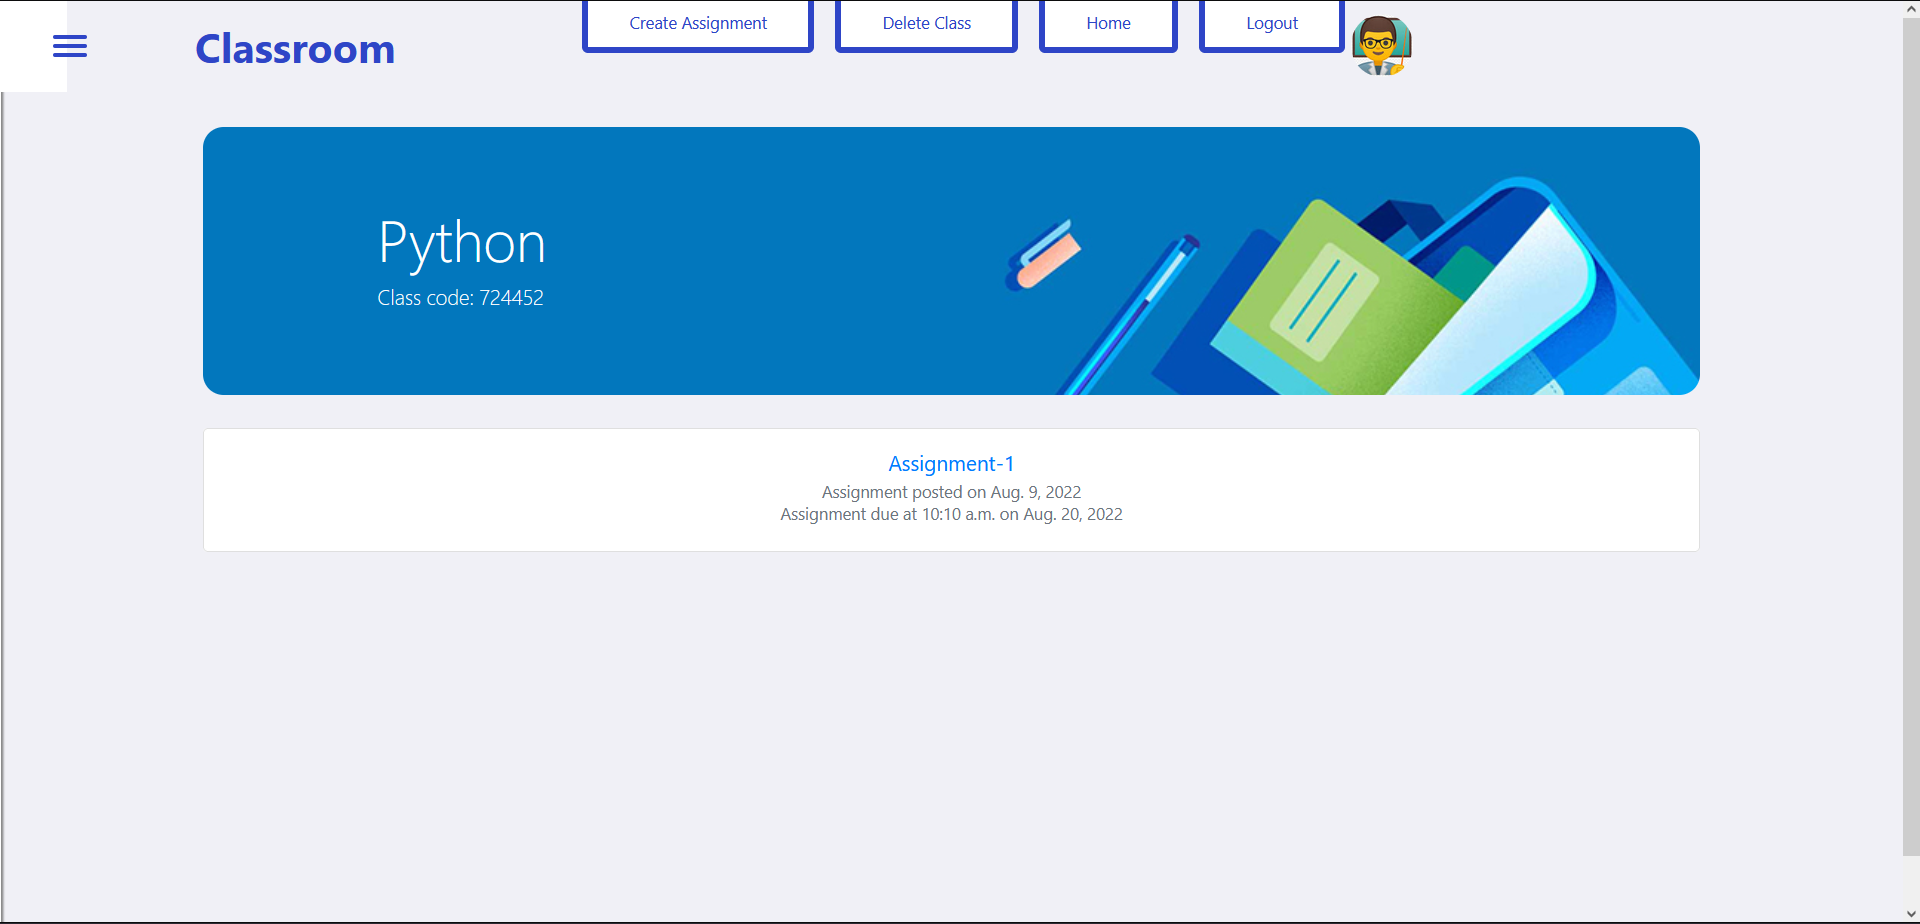 Classroom
Create Assignment
Delete Class
Home
Logout
Python
Class code: 724452
Assignment-1
Assignment posted on Aug. 9, 2022
Assignment due at 10:10 a.m. on Aug. 20, 2022